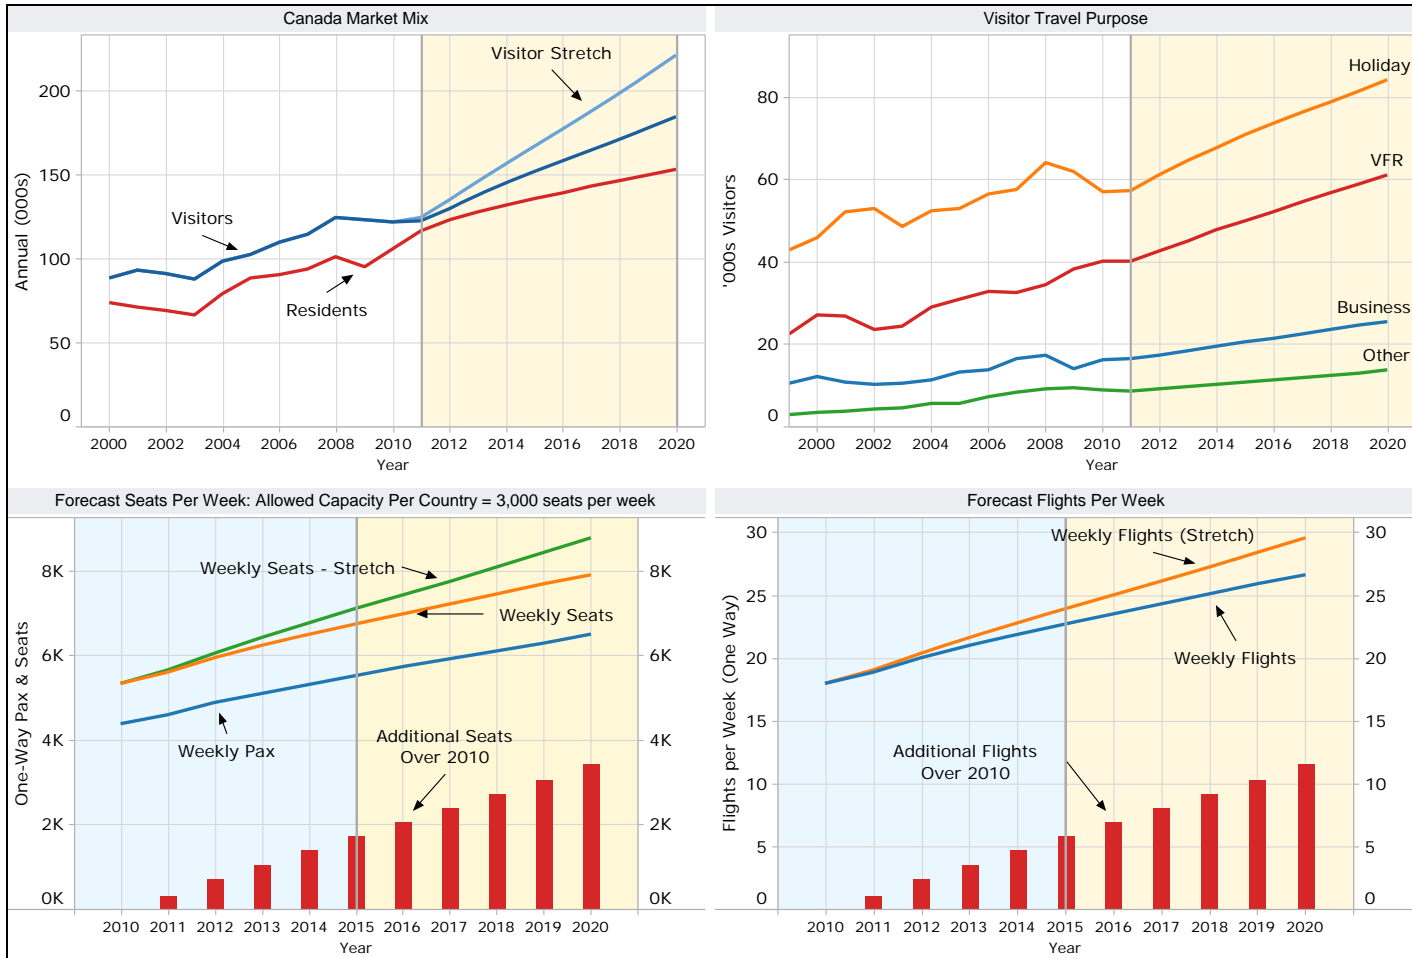 Canada Market Mix
Annual (000s)
200
150
100
50
0
Visitor Stretch
Visitors
Residents
2000 2002 2004 2006 2008 2010 2012 2014 2016 2018 2020
Year
Visitor Travel Purpose
'000s Visitors
80
60
40
20
0
Holiday
VFR
Business
Other
2000 2002 2004 2006 2008 2010 2012 2014 2016 2018 2020
Year
Forecast Seats Per Week: Allowed Capacity Per Country = 3,000 seats per week
One-Way Pax & Seats
8K 8K
6K 6K
4K 4K
2K 2K
0K 0K
Weekly Seats - Stretch
Weekly Seats
Weekly Pax
Additional Seats
Over 2010
2010 2011 2012 2013 2014 2015 2016 2017 2018 2019 2020
Year
Forecast Flights Per Week
Flights per Week (One Way)
30 30
25 25
20 20
15 15
10 10
5 5
0 0
Weekly Flights (Stretch)
Weekly Flights
Additional Flights
Over 2010
2010 2011 2012 2013 2014 2015 2016 2017 2018 2019 2020
Year